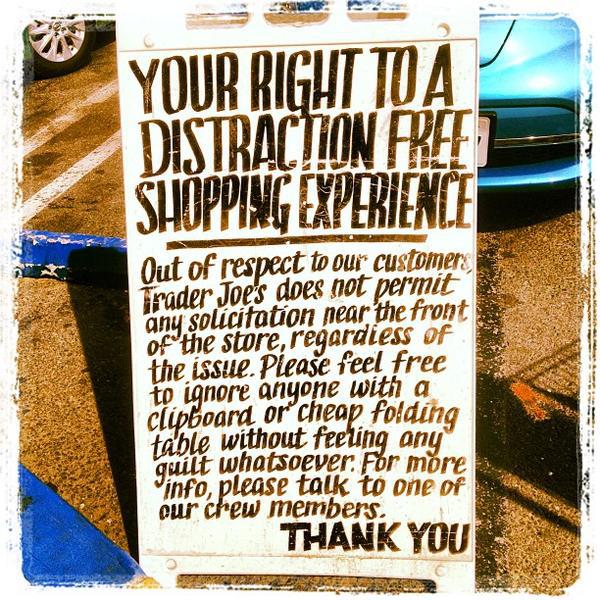 YOUR RIGHT TO A
DISTRACTION FREE
SHOPPING EXPERIENCE
Out of respect to our customers,
Trader Joe's does not permit
any solicitation near the front
of the store, regardless of
the issue. Please feel free
to ignore anyone with a
clipboard or cheap folding
table without feeling any
guilt whatsoever. For more
info, please talk to one of
our crew members.
THANK YOU